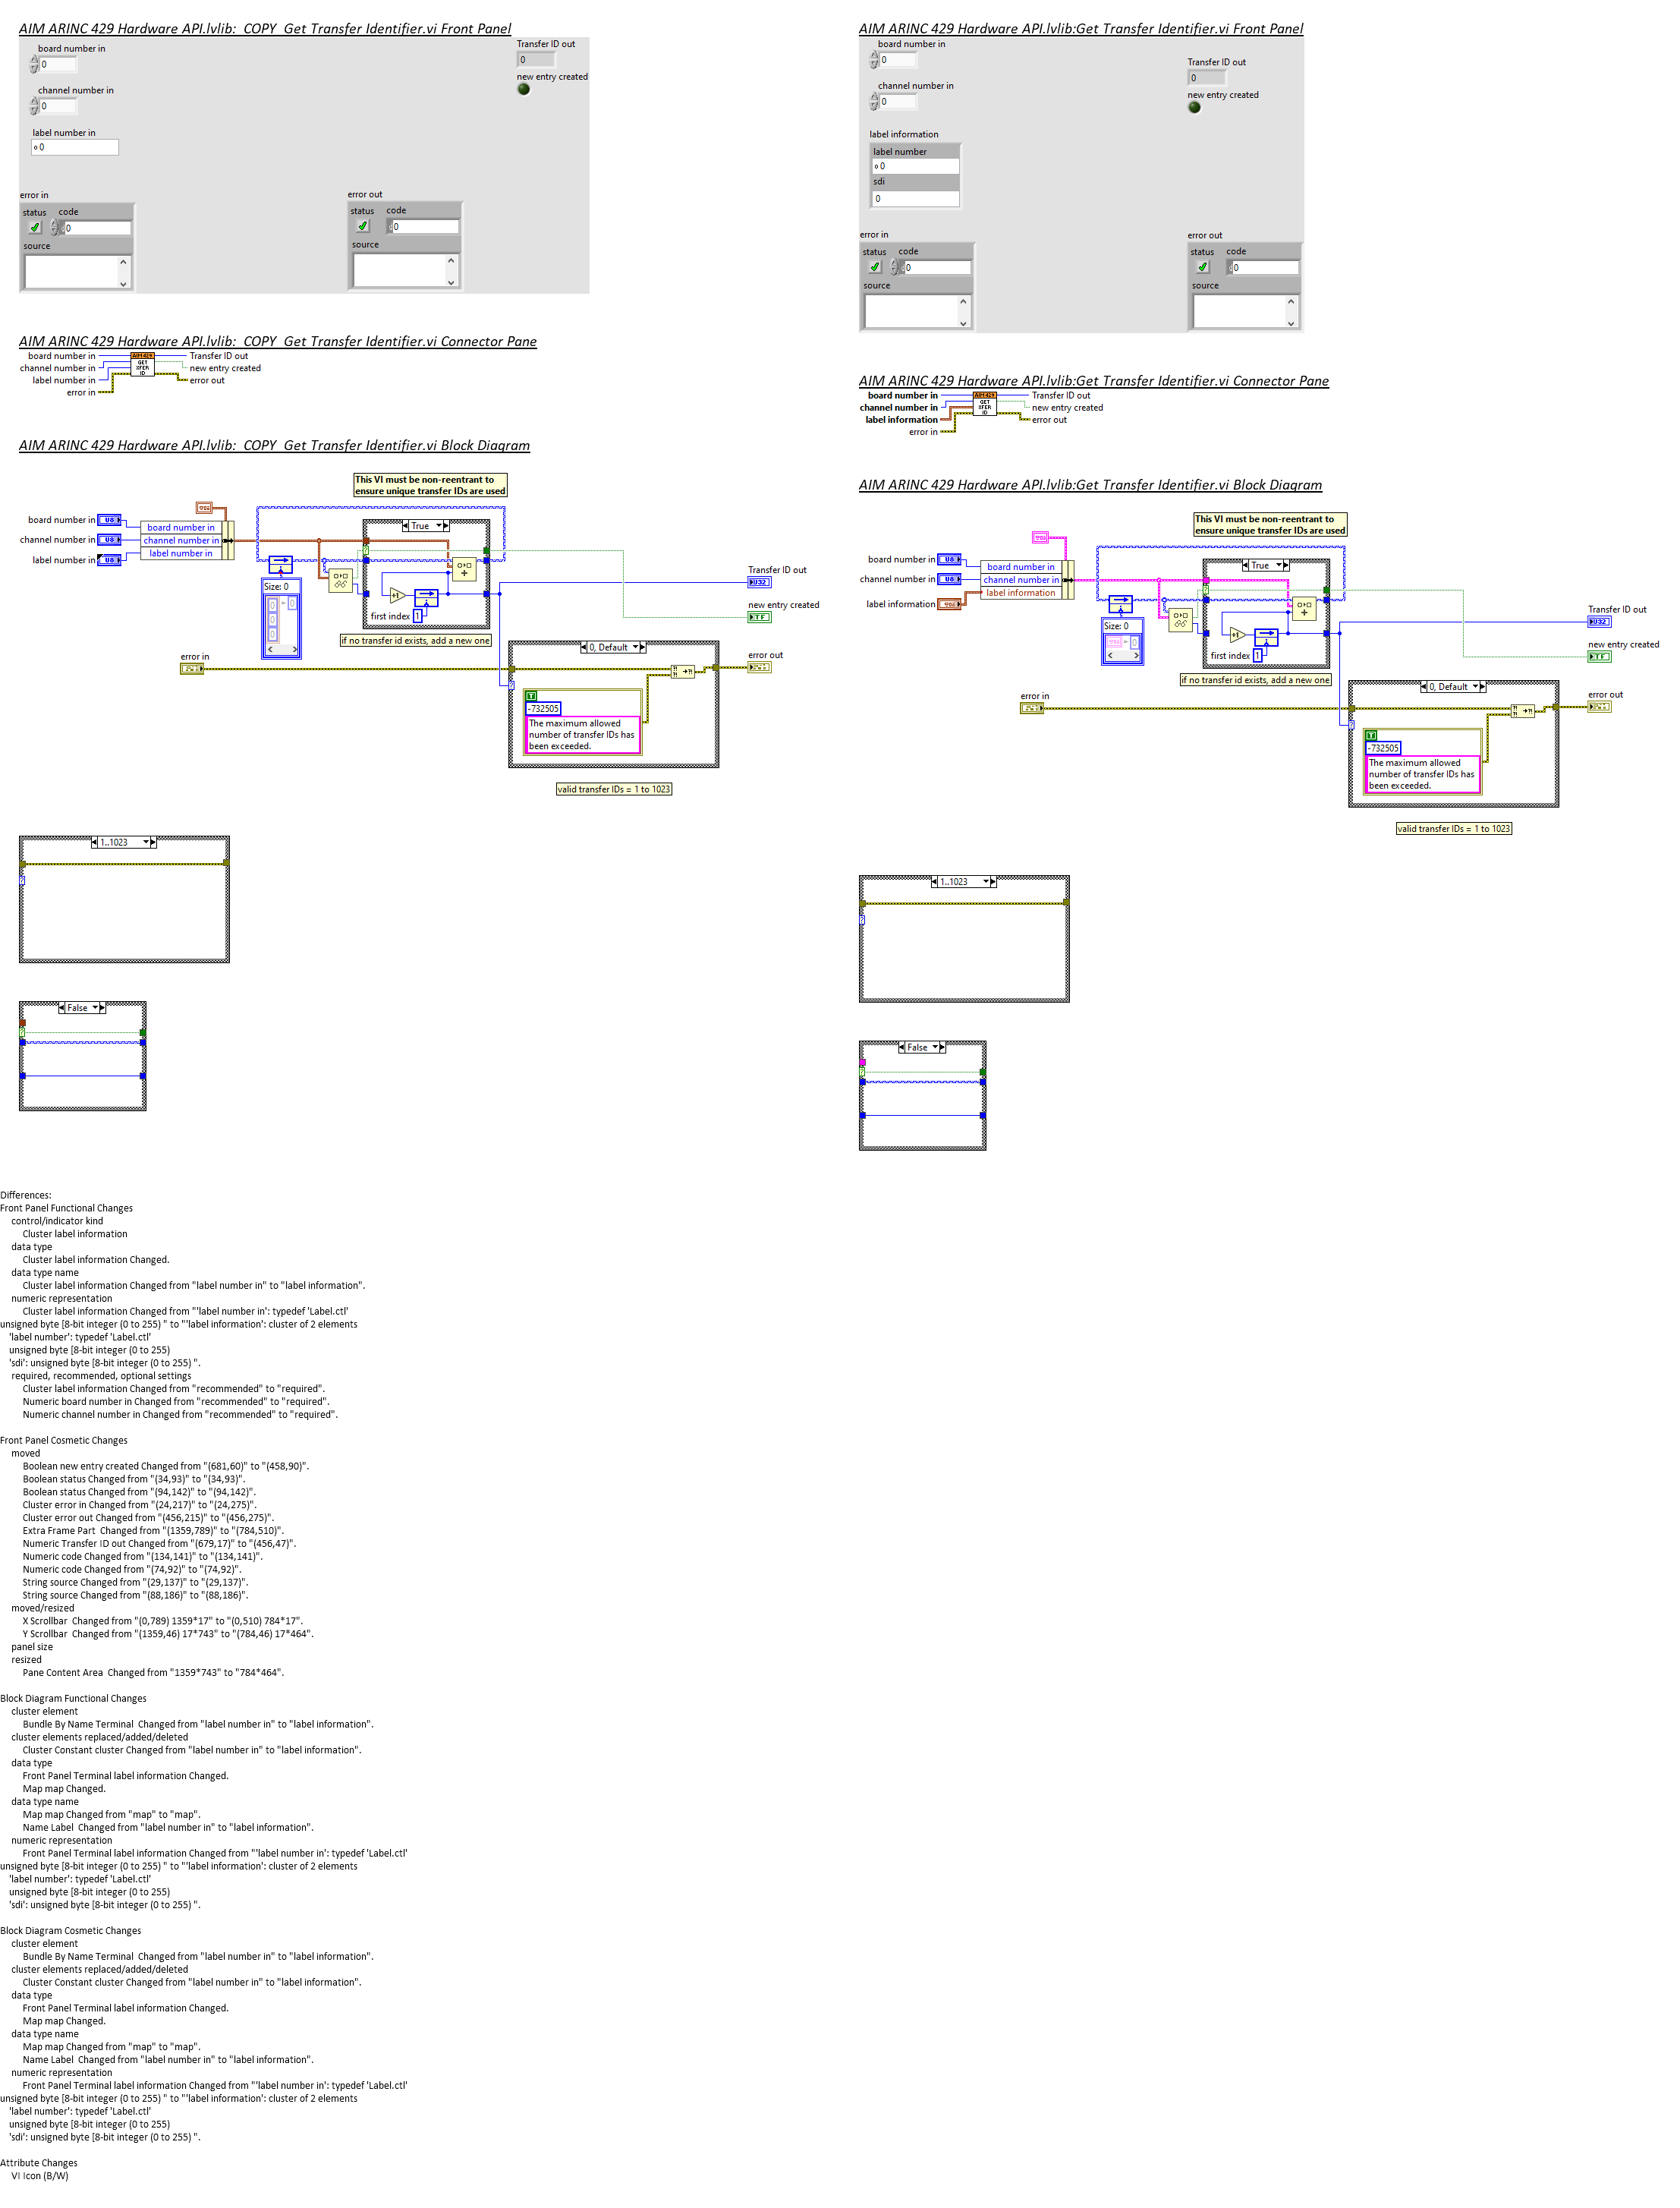 AIM ARINC 429 Hardware API.lvlib:_COPY_Get Transfer Identifier.vi Front Panel
board number in
0
channel number in
0
label number in
o 0
Transfer ID out
0
new entry created
error in
status code
0
source
error out
status code
0
source
AIM ARINC 429 Hardware API.lvlib:_COPY_Get Transfer Identifier.vi Connector Pane
board number in
channel number in
label number in
error in
AIM 429
GET
XFER
ID
Transfer ID out
new entry created
error out
AIM ARINC 429 Hardware API.lvlib:_COPY_Get Transfer Identifier.vi Block Diagram
This VI must be non-reentrant to
ensure unique transfer IDs are used
board number in U8
channel number in U8
label number in U8
board number in
channel number in
label number in
True
Size: 0
0
0
0
0
+1
first index 1
if no transfer id exists, add a new one
Transfer ID out
U32
new entry created
TF
error in
0, Default
T
-732505
The maximum allowed
number of transfer IDs has
been exceeded.
error out
valid transfer IDs = 1 to 1023
1..1023
False
AIM ARINC 429 Hardware API.lvlib:Get Transfer Identifier.vi Front Panel
board number in
0
channel number in
0
label information
label number
o 0
sdi
0
Transfer ID out
0
new entry created
error in
status code
0
source
error out
status code
0
source
AIM ARINC 429 Hardware API.lvlib:Get Transfer Identifier.vi Connector Pane
board number in
channel number in
label information
error in
AIM 429
GET
XFER
ID
Transfer ID out
new entry created
error out
AIM ARINC 429 Hardware API.lvlib:Get Transfer Identifier.vi Block Diagram
This VI must be non-reentrant to
ensure unique transfer IDs are used
board number in U8
channel number in U8
label information
board number in
channel number in
label information
True
Size: 0
0
+1
first index 1
if no transfer id exists, add a new one
Transfer ID out
U32
new entry created
TF
error in
0, Default
T
-732505
The maximum allowed
number of transfer IDs has
been exceeded.
error out
valid transfer IDs = 1 to 1023
1..1023
False
Differences:
Front Panel Functional Changes
control/indicator kind
Cluster label information
data type
Cluster label information Changed.
data type name
Cluster label information Changed from "label number in" to "label information".
numeric representation
Cluster label information Changed from "'label number in': typedef 'Label.ctl'
unsigned byte [8-bit integer (0 to 255) " to "'label information': cluster of 2 elements
'label number': typedef 'Label.ctl'
unsigned byte [8-bit integer (0 to 255)
'sdi': unsigned byte [8-bit integer (0 to 255) ".
required, recommended, optional settings
Cluster label information Changed from "recommended" to "required".
Numeric board number in Changed from "recommended" to "required".
Numeric channel number in Changed from "recommended" to "required".
Front Panel Cosmetic Changes
moved
Boolean new entry created Changed from "(681,60)" to "(458,90)".
Boolean status Changed from "(34,93)" to "(34,93)".
Boolean status Changed from "(94,142)" to "(94,142)".
Cluster error in Changed from "(24,217)" to "(24,275)".
Cluster error out Changed from "(456,215)" to "(456,275)".
Extra Frame Part  Changed from "(1359,789)" to "(784,510)".
Numeric Transfer ID out Changed from "(679,17)" to "(456,47)".
Numeric code Changed from "(134,141)" to "(134,141)".
Numeric code Changed from "(74,92)" to "(74,92)".
String source Changed from "(29,137)" to "(29,137)".
String source Changed from "(88,186)" to "(88,186)".
moved/resized
X Scrollbar  Changed from "(0,789) 1359*17" to "(0,510) 784*17".
Y Scrollbar  Changed from "(1359,46) 17*743" to "(784,46) 17*464".
panel size
resized
Pane Content Area  Changed from "1359*743" to "784*464".
Block Diagram Functional Changes
cluster element
Bundle By Name Terminal  Changed from "label number in" to "label information".
cluster elements replaced/added/deleted
Cluster Constant cluster Changed from "label number in" to "label information".
data type
Front Panel Terminal label information Changed.
Map map Changed.
data type name
Map map Changed from "map" to "map".
Name Label  Changed from "label number in" to "label information".
numeric representation
Front Panel Terminal label information Changed from "'label number in': typedef 'Label.ctl'
unsigned byte [8-bit integer (0 to 255) " to "'label information': cluster of 2 elements
'label number': typedef 'Label.ctl'
unsigned byte [8-bit integer (0 to 255)
'sdi': unsigned byte [8-bit integer (0 to 255) ".
Block Diagram Cosmetic Changes
cluster element
Bundle By Name Terminal  Changed from "label number in" to "label information".
cluster elements replaced/added/deleted
Cluster Constant cluster Changed from "label number in" to "label information".
data type
Front Panel Terminal label information Changed.
Map map Changed.
data type name
Map map Changed from "map" to "map".
Name Label  Changed from "label number in" to "label information".
numeric representation
Front Panel Terminal label information Changed from "'label number in': typedef 'Label.ctl'
unsigned byte [8-bit integer (0 to 255) " to "'label information': cluster of 2 elements
'label number': typedef 'Label.ctl'
unsigned byte [8-bit integer (0 to 255)
'sdi': unsigned byte [8-bit integer (0 to 255) ".
Attribute Changes
VI Icon (B/W)